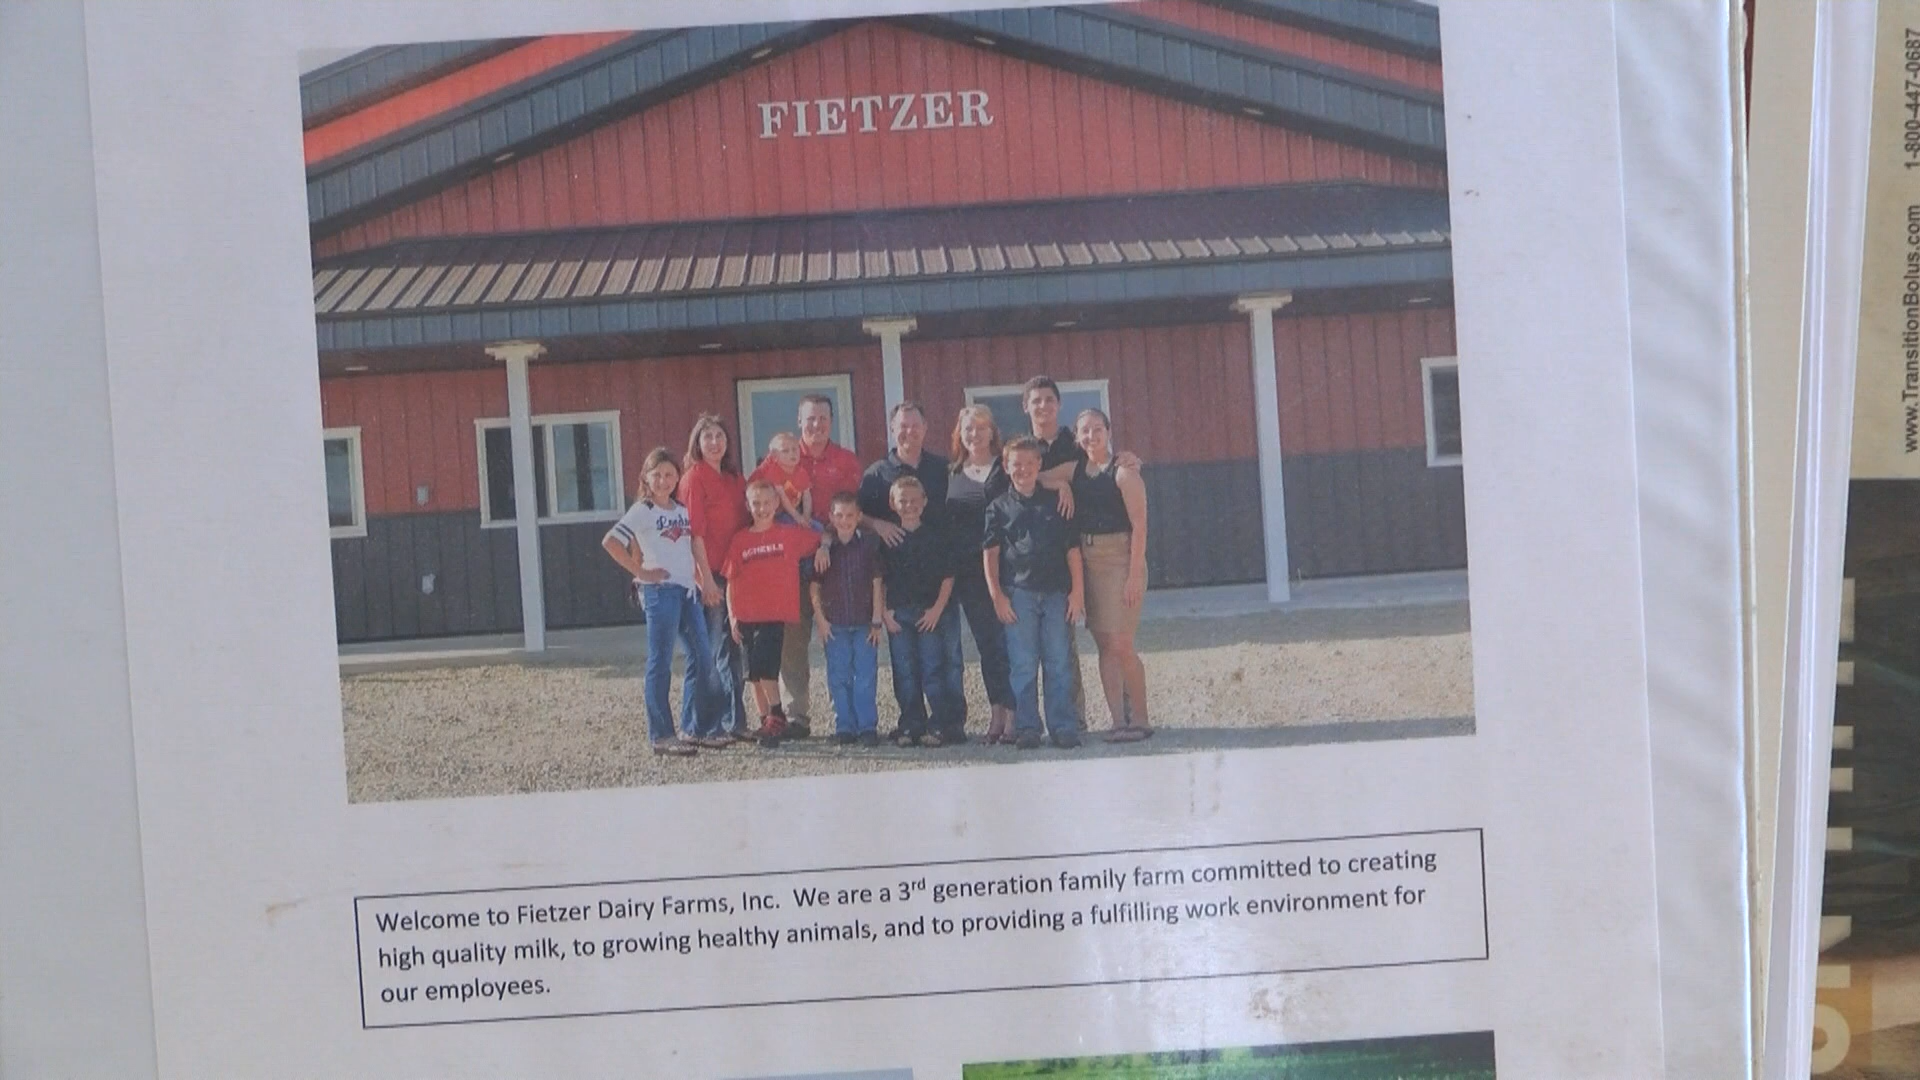 FIETZER
SCHEELS
Welcome to Fietzer Dairy Farms, Inc. We are a 3rd generation family farm committed to creating
high quality milk, to growing healthy animals, and to providing a fulfilling work environment for
our employees.
www.TransitionBolus.com 1-800-447-0687